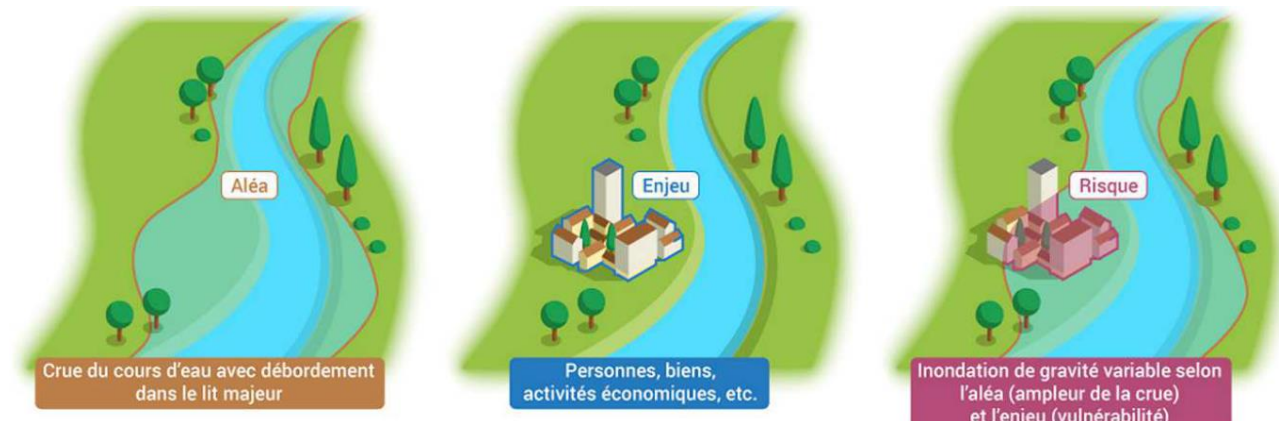 Aléa
Crue du cours d'eau avec débordement
dans le lit majeur
Enjeu
Personnes, biens,
activités économiques, etc.
Risque
Inondation de gravité variable selon
l'aléa (ampleur de la crue)
et l'enjeu (vulnérabilité)